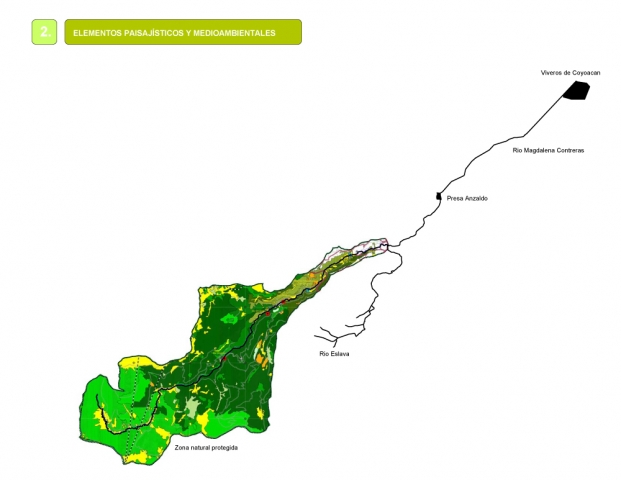 2. ELEMENTOS PAISAJÍSTICOS Y MEDIOAMBIENTALES
Viveros de Coyoacan
Rio Magdalena Contreras
Presa Anzaldo
Rio Eslava
Zona natural protegida